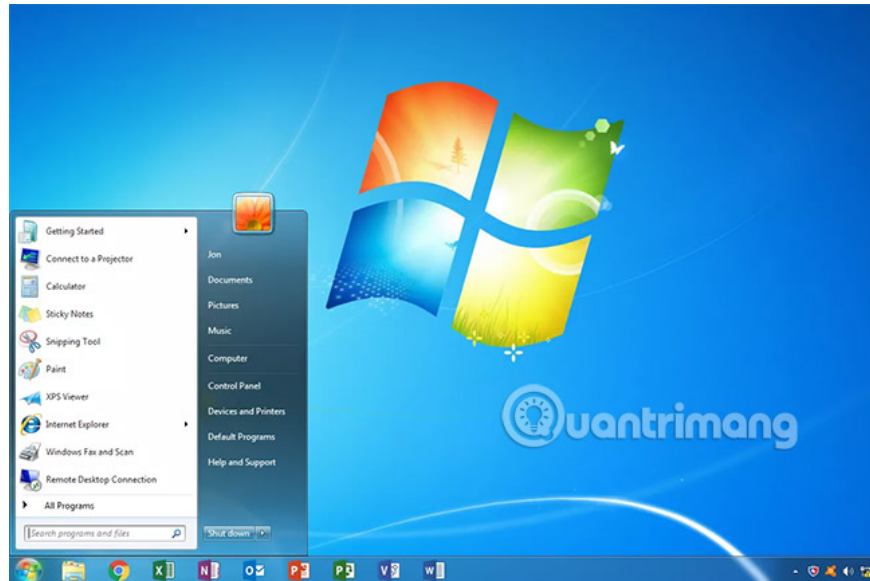 Getting Started
Connect to a Projector
Calculator
Sticky Notes
Snipping Tool
Paint
XPS Viewer
Internet Explorer
Windows Fax and Scan
Remote Desktop Connection
All Programs
Search programs and files
Jon
Documents
Pictures
Music
Computer
Control Panel
Devices and Printers
Default Programs
Help and Support
Shut down
Quantrimang